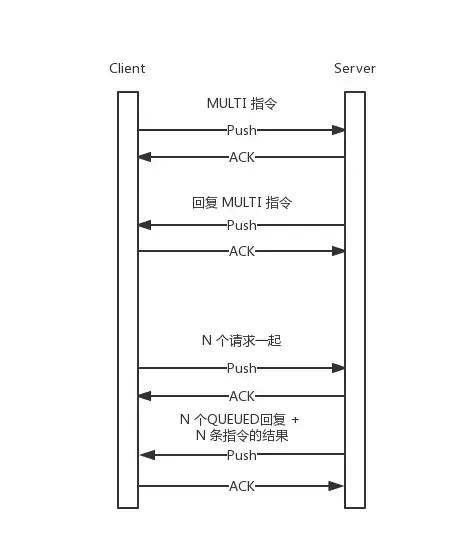 Client Server
MULTI 指令
Push
ACK
回复 MULTI 指令
Push
ACK
N 个请求一起
Push
ACK
N 个QUEUED回复 +
N 条指令的结果
Push
ACK